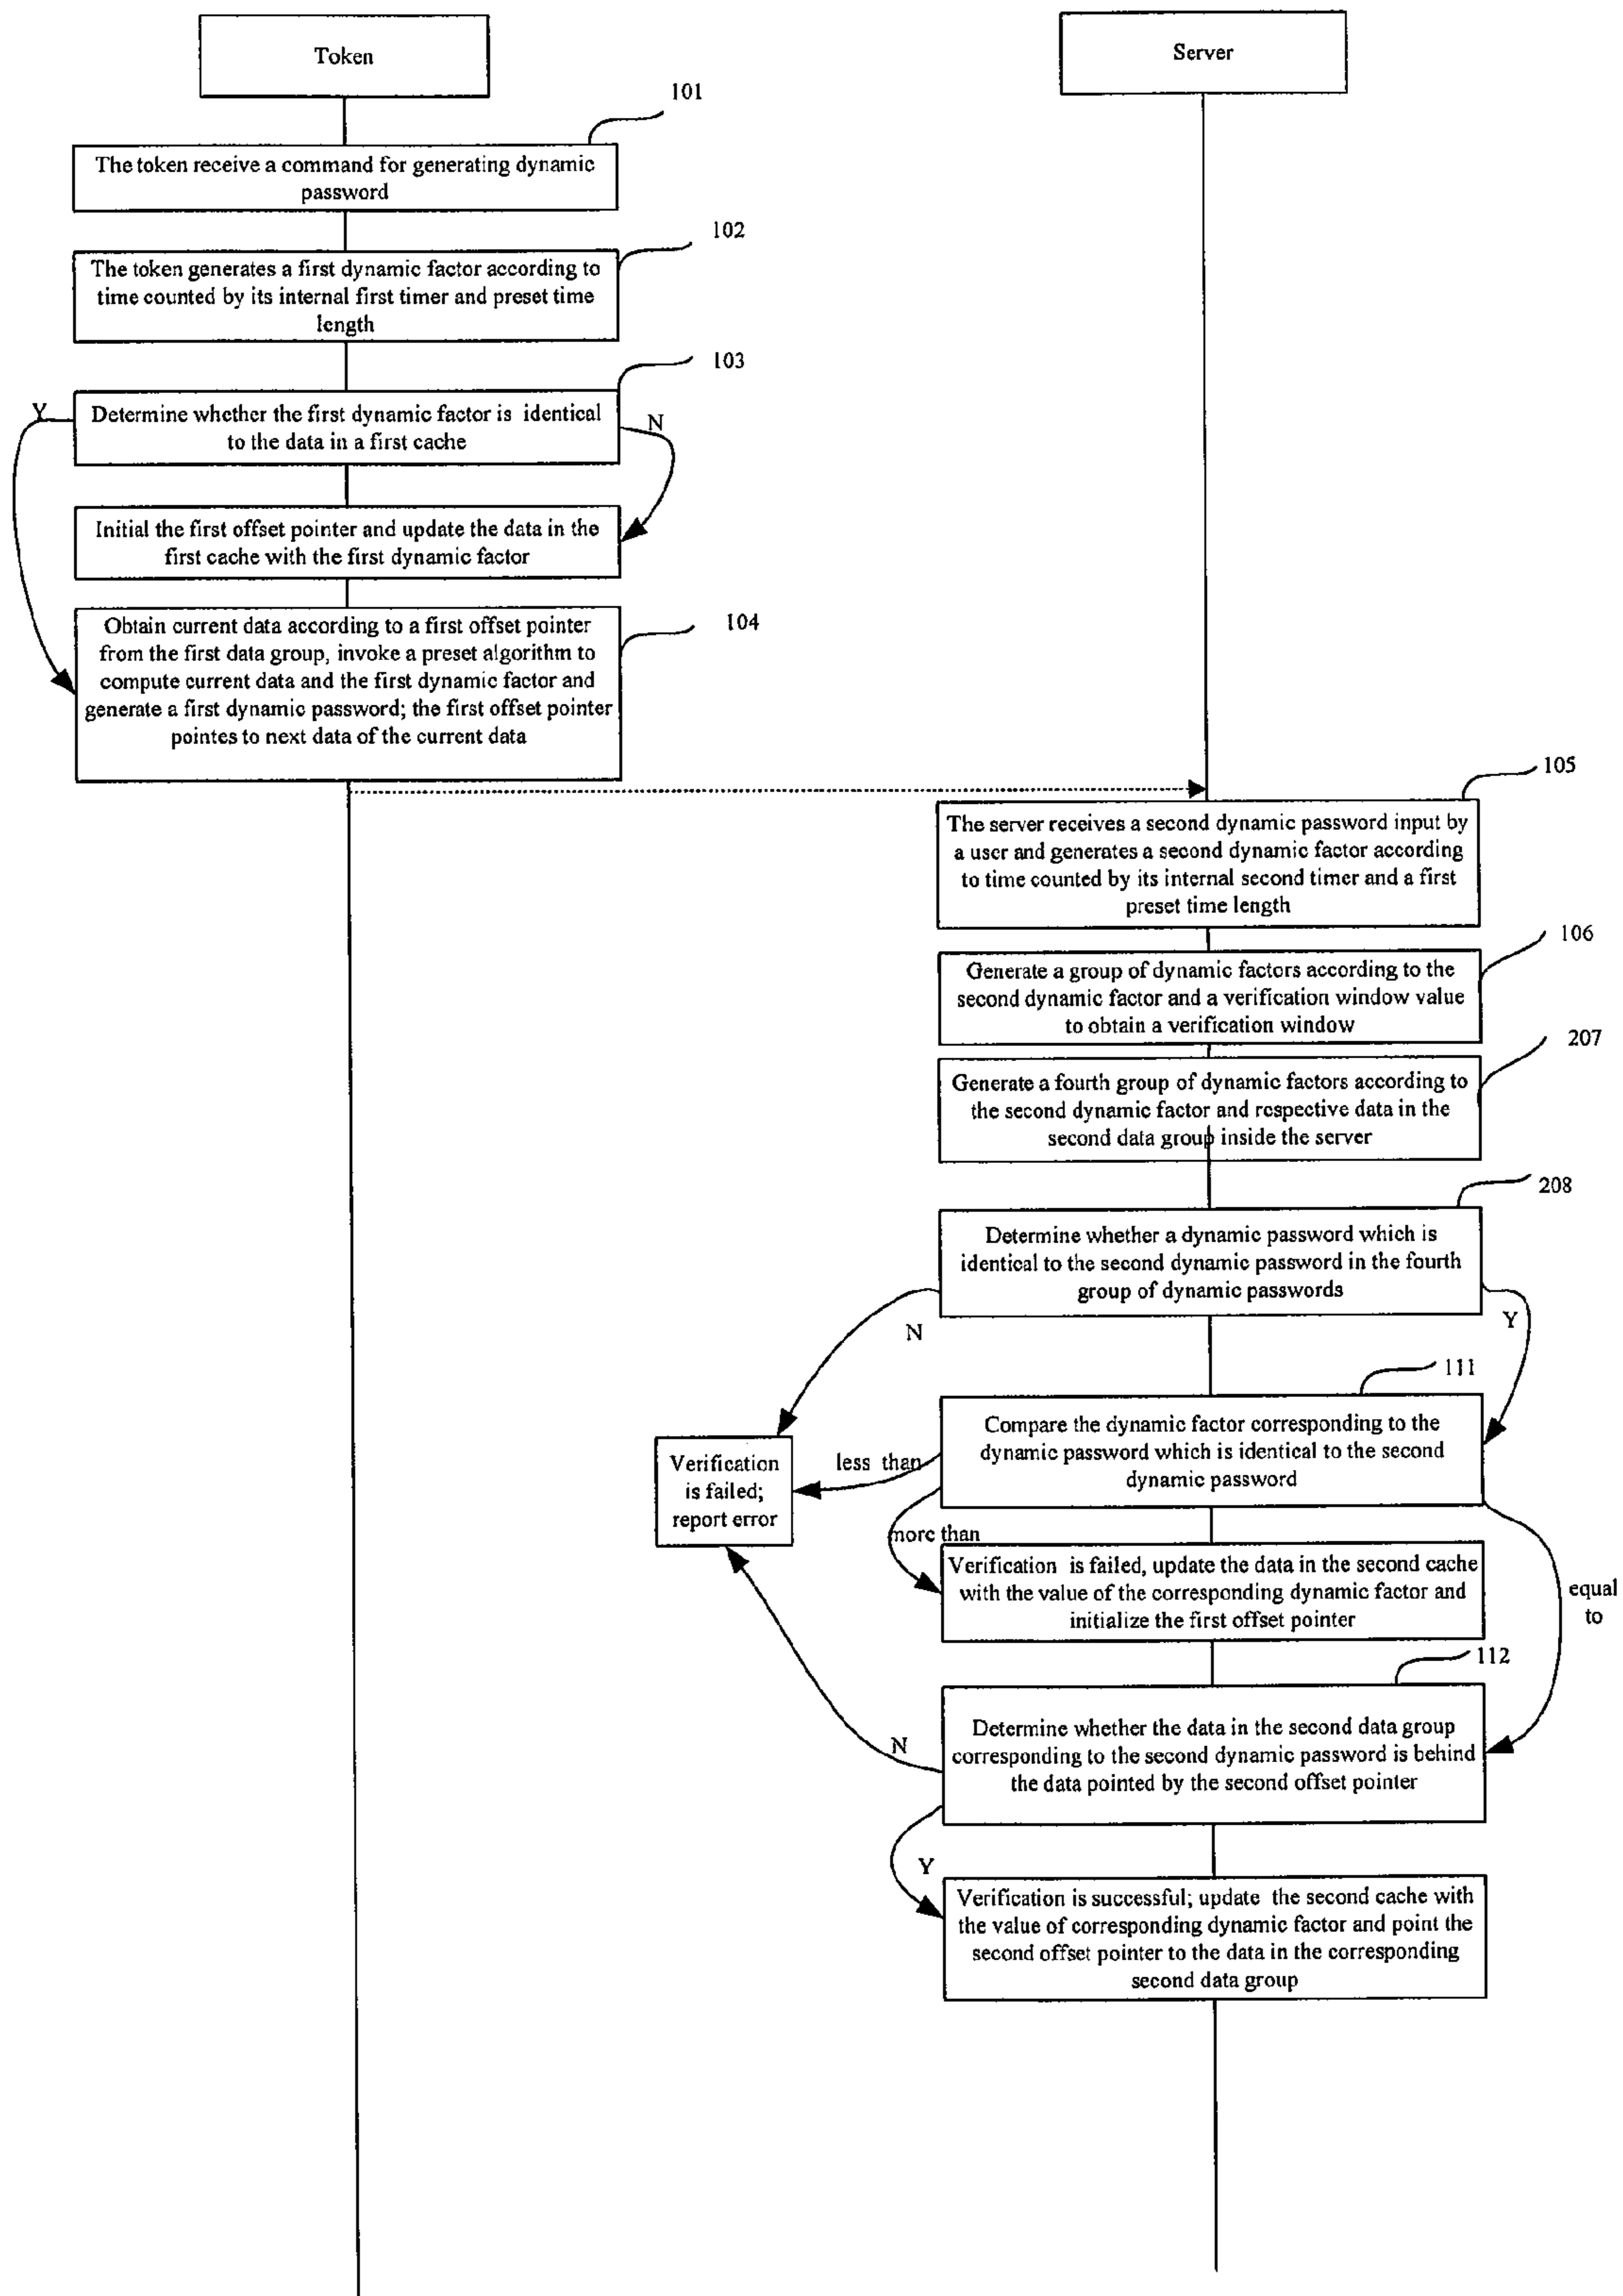 Token
Server
101
The token receive a command for generating dynamic
password
102
The token generates a first dynamic factor according to
time counted by its internal first timer and preset time
length
103
Y
Determine whether the first dynamic factor is identical
to the data in a first cache
N
Initial the first offset pointer and update the data in the
first cache with the first dynamic factor
104
Obtain current data according to a first offset pointer
from the first data group, invoke a preset algorithm to
compute current data and the first dynamic factor and
generate a first dynamic password; the first offset pointer
pointes to next data of the current data
105
The server receives a second dynamic password input by
a user and generates a second dynamic factor according
to time counted by its internal second timer and a first
preset time length
106
Generate a group of dynamic factors according to the
second dynamic factor and a verification window value
to obtain a verification window
207
Generate a fourth group of dynamic factors according to
the second dynamic factor and respective data in the
second data group inside the server
208
Determine whether a dynamic password which is
identical to the second dynamic password in the fourth
group of dynamic passwords
N
Y
111
Compare the dynamic factor corresponding to the
dynamic password which is identical to the second
dynamic password
Verification
is failed;
report error
less than
more than
Verification is failed, update the data in the second cache
with the value of the corresponding dynamic factor and
initialize the first offset pointer
equal
to
112
Determine whether the data in the second data group
corresponding to the second dynamic password is behind
the data pointed by the second offset pointer
N
Y
Verification is successful; update the second cache with
the value of corresponding dynamic factor and point the
second offset pointer to the data in the corresponding
second data group